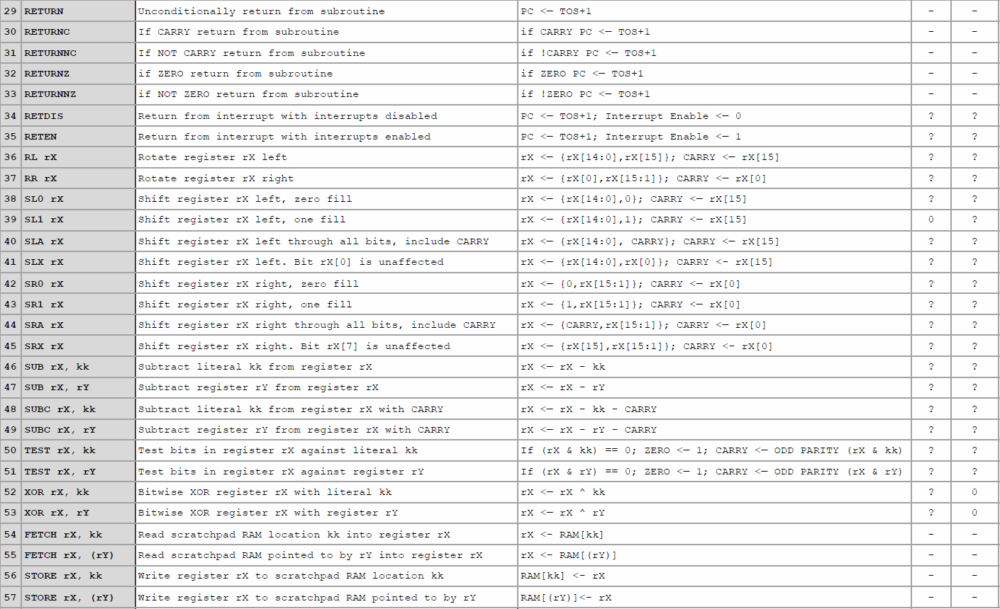 29 RETURN Unconditionally return from subroutine PC <— TOS+1 - -
30 RETURNC If CARRY return from subroutine if CARRY PC <— TOS+1 - -
31 RETURNNC If NOT CARRY return from subroutine if !CARRY PC <— TOS+1 - -
32 RETURNZ if ZERO return from subroutine if ZERO PC <— TOS+1 - -
33 RETURNNZ if NOT ZERO return from subroutine if !ZERO PC <— TOS+1 - -
34 RETDIS Return from interrupt with interrupts disabled PC <— TOS+1; Interrupt Enable <— 0 ? ?
35 RETEN Return from interrupt with interrupts enabled PC <— TOS+1; Interrupt Enable <— 1 ? ?
36 RL rX Rotate register rX left rX <— {rX[14:0],rX[15]}; CARRY <— rX[15] ? ?
37 RR rX Rotate register rX right rX <— {rX[0],rX[15:1]}; CARRY <— rX[0] ? ?
38 SL0 rX Shift register rX left, zero fill rX <— {rX[14:0],0}; CARRY <— rX[15] ? ?
39 SL1 rX Shift register rX left, one fill rX <— {rX[14:0],1}; CARRY <— rX[15] 0 ?
40 SLA rX Shift register rX left through all bits, include CARRY rX <— {rX[14:0], CARRY}; CARRY <— rX[15] ? ?
41 SLX rX Shift register rX left. Bit rX[0] is unaffected rX <— {rX[14:0],rX[0]}; CARRY <- rX[15] ? ?
42 SR0 rX Shift register rX right, zero fill rX <— {0,rX[15:1]}; CARRY <— rX[0] ? ?
43 SR1 rX Shift register rX right, one fill rX <— {1,rX[15:1]}; CARRY <— rX[0] ? ?
44 SRA rX Shift register rX right through all bits, include CARRY rX <— {CARRY,rX[15:1]}; CARRY <— rX[0] ? ?
45 SRX rX Shift register rX right. Bit rX[7] is unaffected rX <— {rX[15],rX[15:1]}; CARRY <- rX[0] ? ?
46 SUB rX, kk Subtract literal kk from register rX rX <— rX - kk ? ?
47 SUB rX, rY Subtract register rY from register rX rX <— rX - rY ? ?
48 SUBC rX, kk Subtract literal kk from register rX with CARRY rX <— rX - kk - CARRY ? ?
49 SUBC rX, rY Subtract register rY from register rX with CARRY rX <— rX - rY - CARRY ? ?
50 TEST rX, kk Test bits in register rX against literal kk If (rX & kk) == 0; ZERO <— 1; CARRY <— ODD PARITY (rX & kk) ? ?
51 TEST rX, rY Test bits in register rX against register rY If (rX & rY) == 0; ZERO <— 1; CARRY <— ODD PARITY (rX & rY) ? ?
52 XOR rX, kk Bitwise XOR register rX with literal kk rX <— rX ^ kk ? 0
53 XOR rX, rY Bitwise XOR register rX with register rY rX <— rX ^ rY ? 0
54 FETCH rX, kk Read scratchpad RAM location kk into register rX rX <- RAM[kk] - -
55 FETCH rX, (rY) Read scratchpad RAM pointed to by rY into register rX rX <- RAM[(rY)] - -
56 STORE rX, kk Write register rX to scratchpad RAM location kk RAM[kk] <- rX - -
57 STORE rX, (rY) Write register rX to scratchpad RAM pointed to by rY RAM[(rY)]<- rX - -